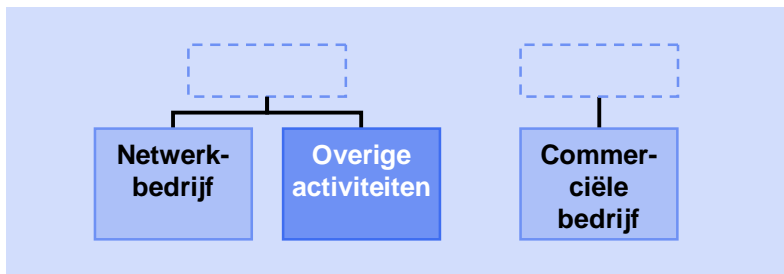 Netwerk-
bedrijf
Overige
activiteiten
Commer-
ciële
bedrijf